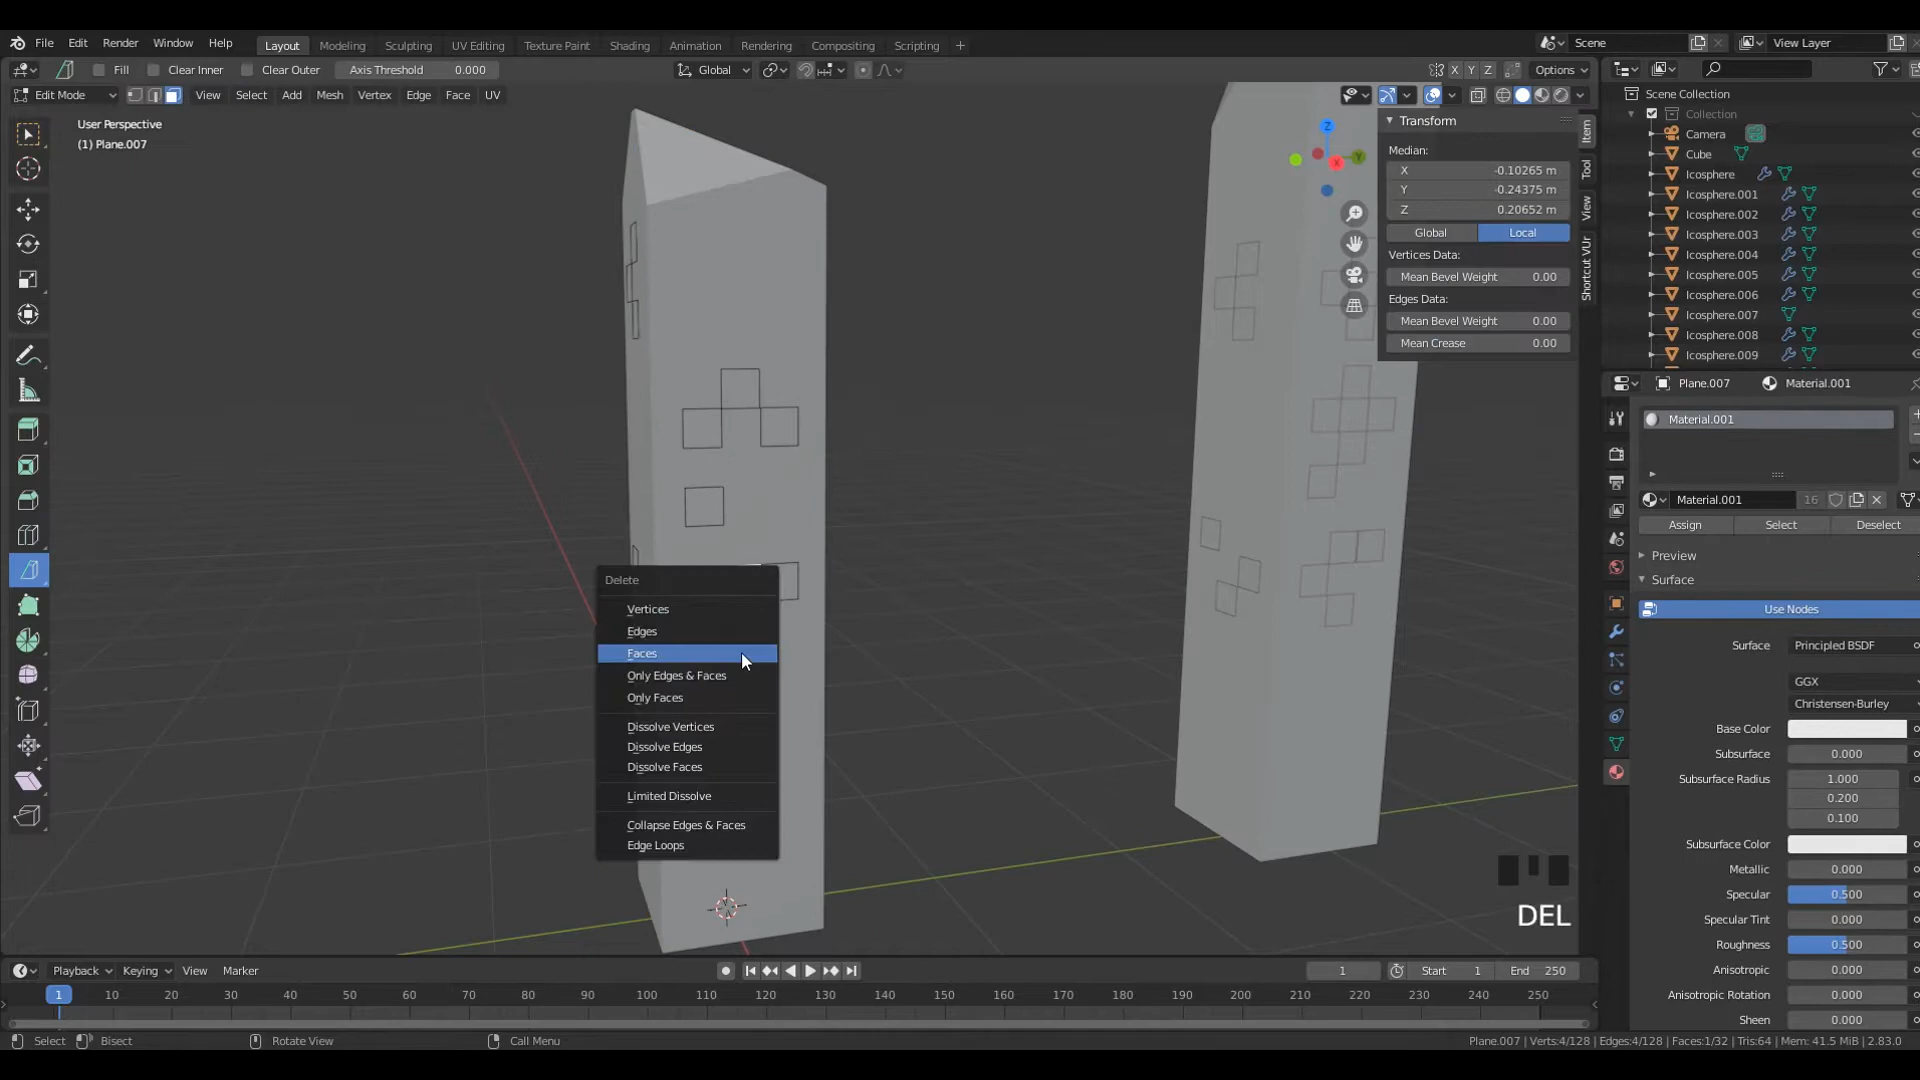 File Edit Render Window Help Layout Modeling Sculpting UV Editing Texture Paint Shading Animation Rendering Compositing Scripting + Scene View Layer
Fill Clear Inner Clear Outer Axis Threshold 0.000 Global X Y Z Options
Edit Mode View Select Add Mesh Vertex Edge Face UV
User Perspective
(1) Plane.007
Z
Y
X
Transform
Median:
X -0.10265 m
Y -0.24375 m
Z 0.20652 m
Global Local
Vertices Data:
Mean Bevel Weight 0.00
Edges Data:
Mean Bevel Weight 0.00
Mean Crease 0.00
Item
Tool
View
Shortcut VUr
Scene Collection
Collection
Camera
Cube
Icosphere
Icosphere.001
Icosphere.002
Icosphere.003
Icosphere.004
Icosphere.005
Icosphere.006
Icosphere.007
Icosphere.008
Icosphere.009
Plane.007 Material.001
Material.001
Material.001 16
Assign Select Deselect
Preview
Surface
Use Nodes
Surface Principled BSDF
GGX
Christensen-Burley
Base Color
Subsurface 0.000
Subsurface Radius 1.000
0.200
0.100
Subsurface Color
Metallic 0.000
Specular 0.500
Specular Tint 0.000
Roughness 0.500
Anisotropic 0.000
Anisotropic Rotation 0.000
Sheen 0.000
Delete
Vertices
Edges
Faces
Only Edges & Faces
Only Faces
Dissolve Vertices
Dissolve Edges
Dissolve Faces
Limited Dissolve
Collapse Edges & Faces
Edge Loops
DEL
Playback Keying View Marker 1 Start 1 End 250
1 10 20 30 40 50 60 70 80 90 100 110 120 130 140 150 160 170 180 190 200 210 220 230 240 250
Select Bisect Rotate View Call Menu Plane.007 | Verts:4/128 | Edges:4/128 | Faces:1/32 | Tris:64 | Mem: 41.5 MiB | 2.83.0